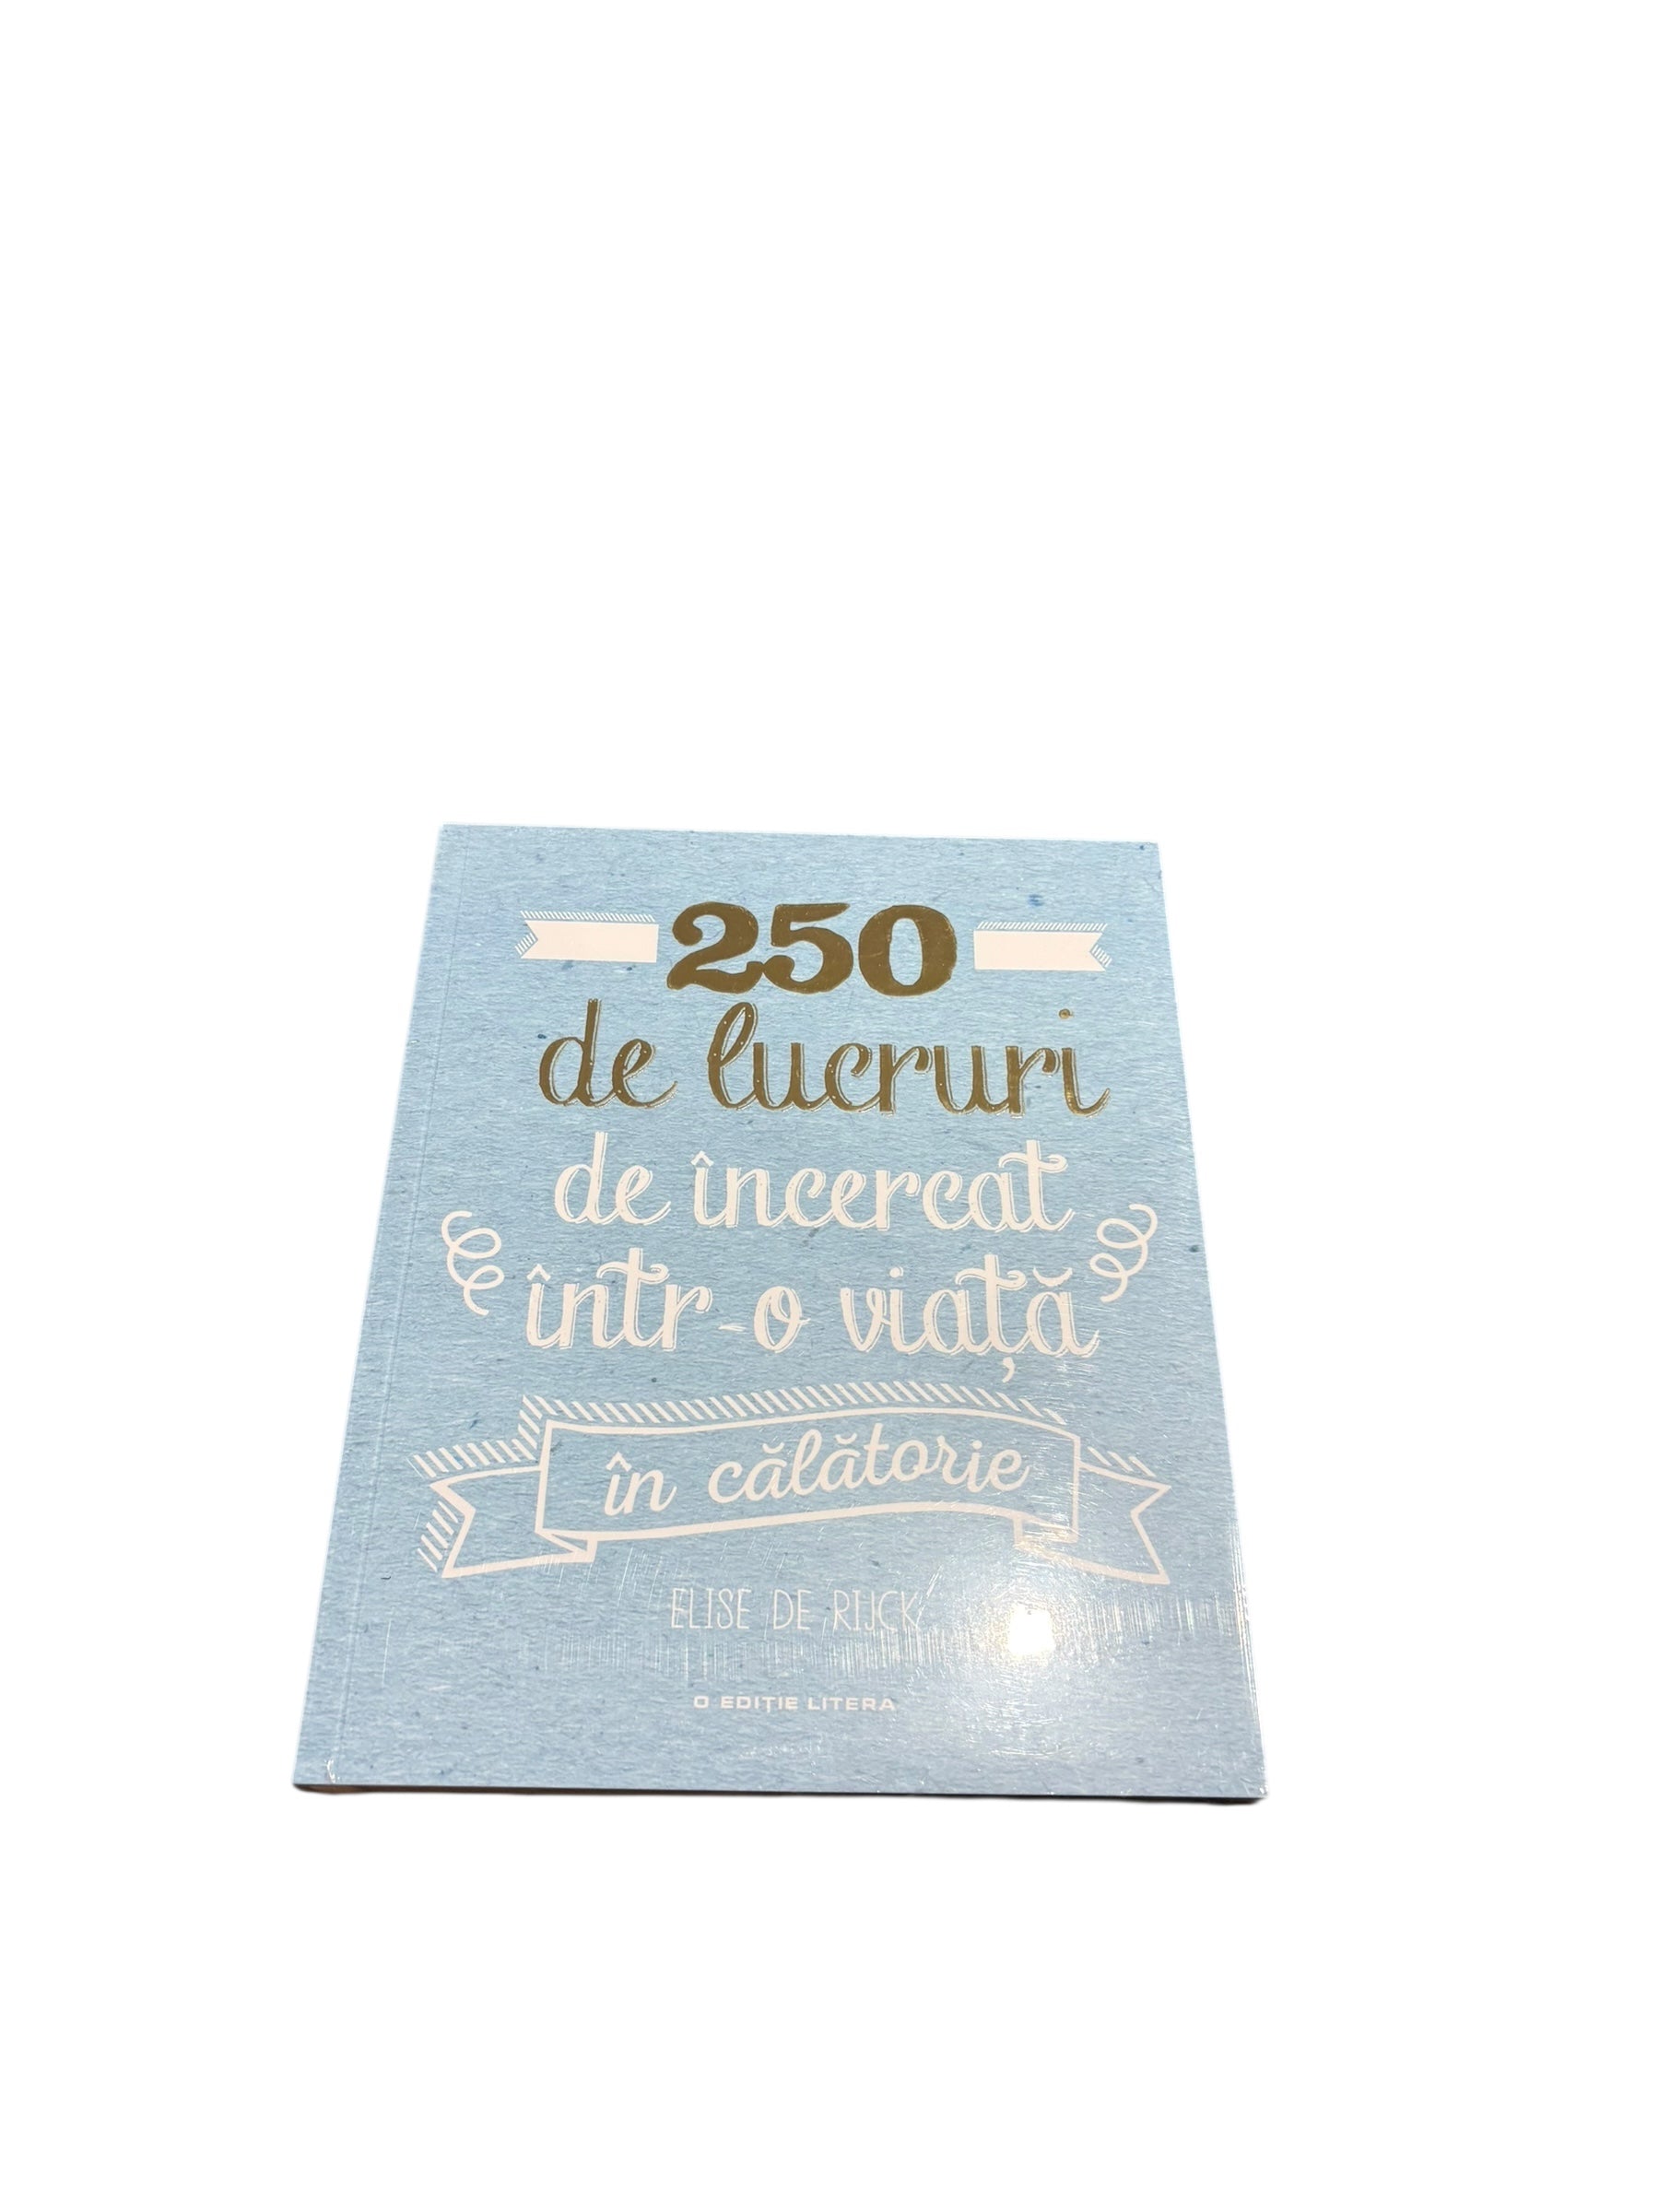 250
de lucruri
de încercat
într-o viață
în călătorie
ELISE DE RIJCK
O EDIȚIE LITERA